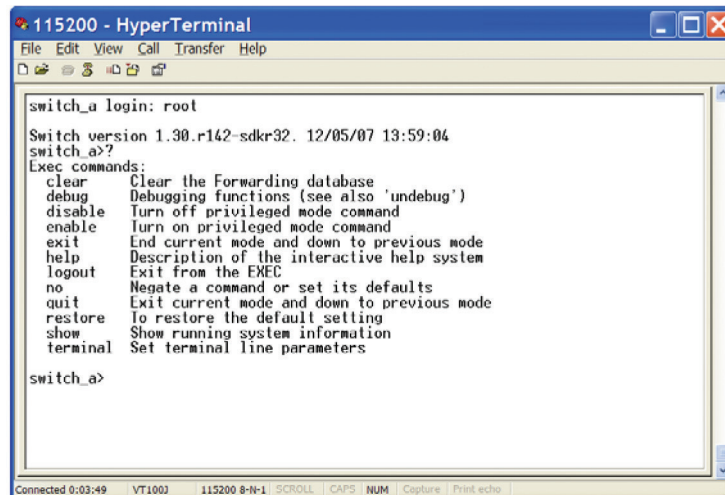 115200 - HyperTerminal
File Edit View Call Transfer Help
switch_a login: root
Switch version 1.30.r142-sdkr32. 12/05/07 13:59:04
switch_a>?
Exec commands:
clear Clear the Forwarding database
debug Debugging functions (see also 'undebug')
disable Turn off privileged mode command
enable Turn on privileged mode command
exit End current mode and down to previous mode
help Description of the interactive help system
logout Exit from the EXEC
no Negate a command or set its defaults
quit Exit current mode and down to previous mode
restore To restore the default setting
show Show running system information
terminal Set terminal line parameters
switch_a>
Connected 0:03:49 VT100J 115200 8-N-1 SCROLL CAPS NUM Capture Print echo